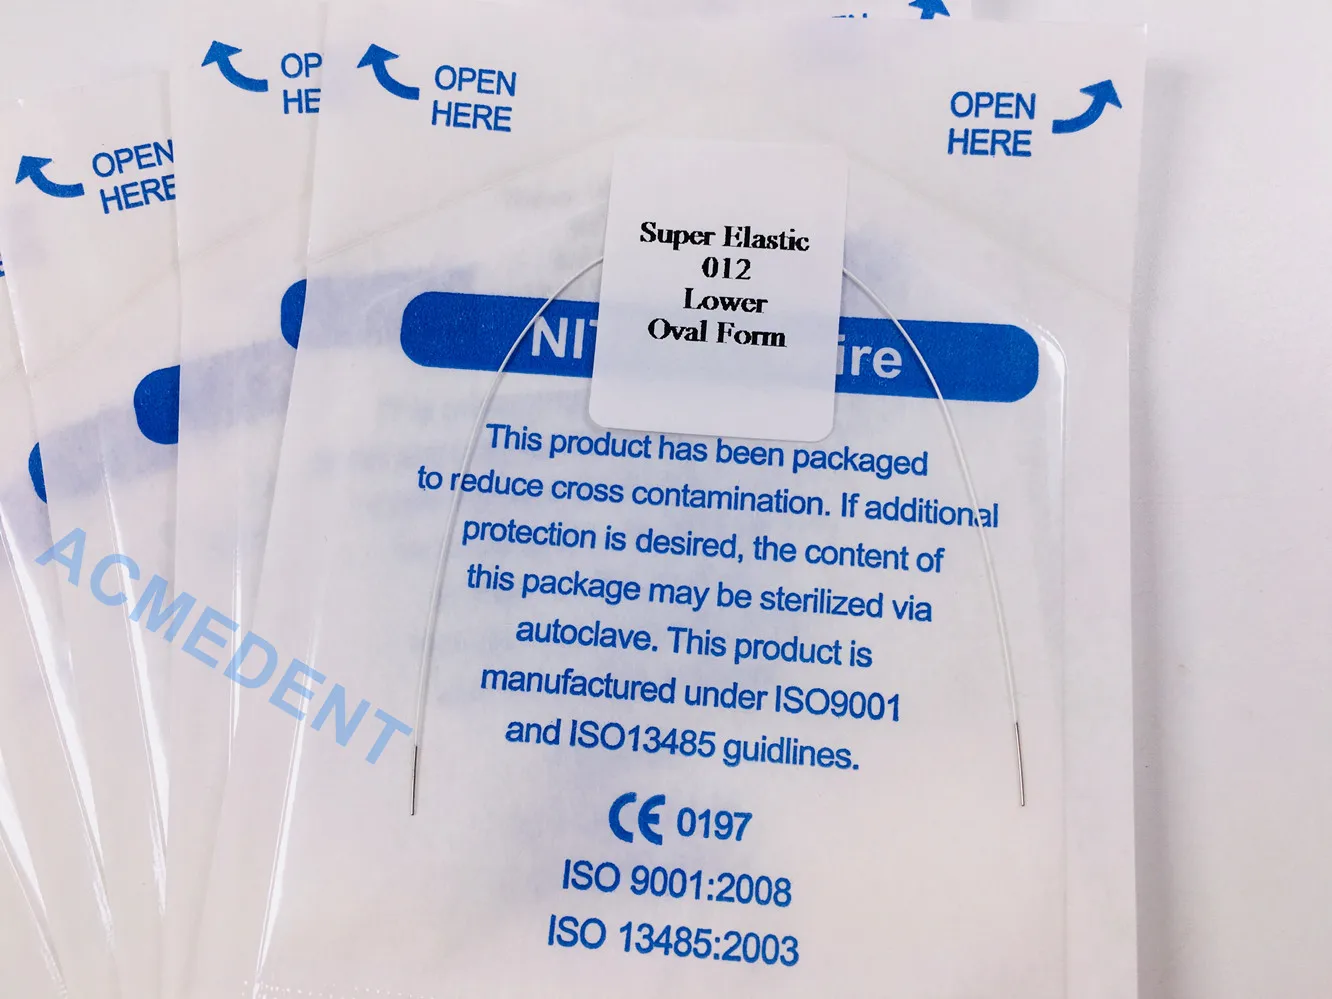 OPEN
HERE
OPEN
HERE
OPEN
HERE
OPEN
HERE
Super Elastic
012
Lower
Oval Form
This product has been packaged
to reduce cross contamination. If additional
protection is desired, the content of
this package may be sterilized via
autoclave. This product is
manufactured under ISO9001
and ISO13485 guidlines.
CE 0197
ISO 9001:2008
ISO 13485:2003
ACMEDENT